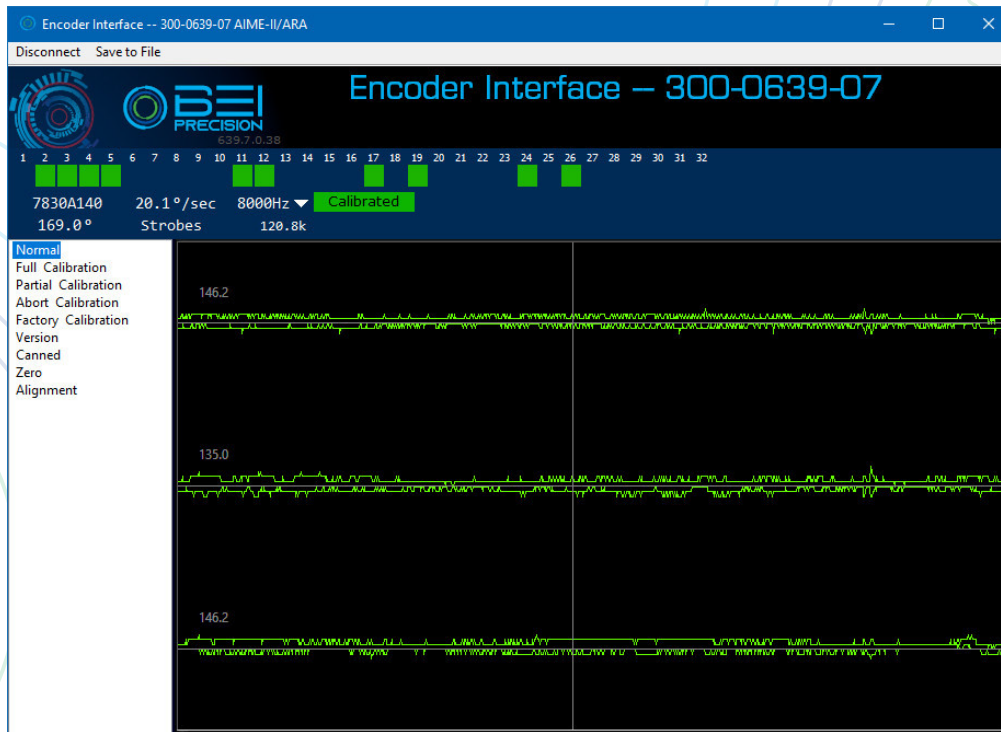 Encoder Interface -- 300-0639-07 AIME-II/ARA
Disconnect Save to File
Encoder Interface – 300-0639-07
BEI
PRECISION
639.7.0.38
1 2 3 4 5 6 7 8 9 10 11 12 13 14 15 16 17 18 19 20 21 22 23 24 25 26 27 28 29 30 31 32
7830A140 20.1°/sec 8000Hz Calibrated
169.0° Strobes 120.8k
Normal
Full Calibration
Partial Calibration
Abort Calibration
Factory Calibration
Version
Canned
Zero
Alignment
146.2
135.0
146.2